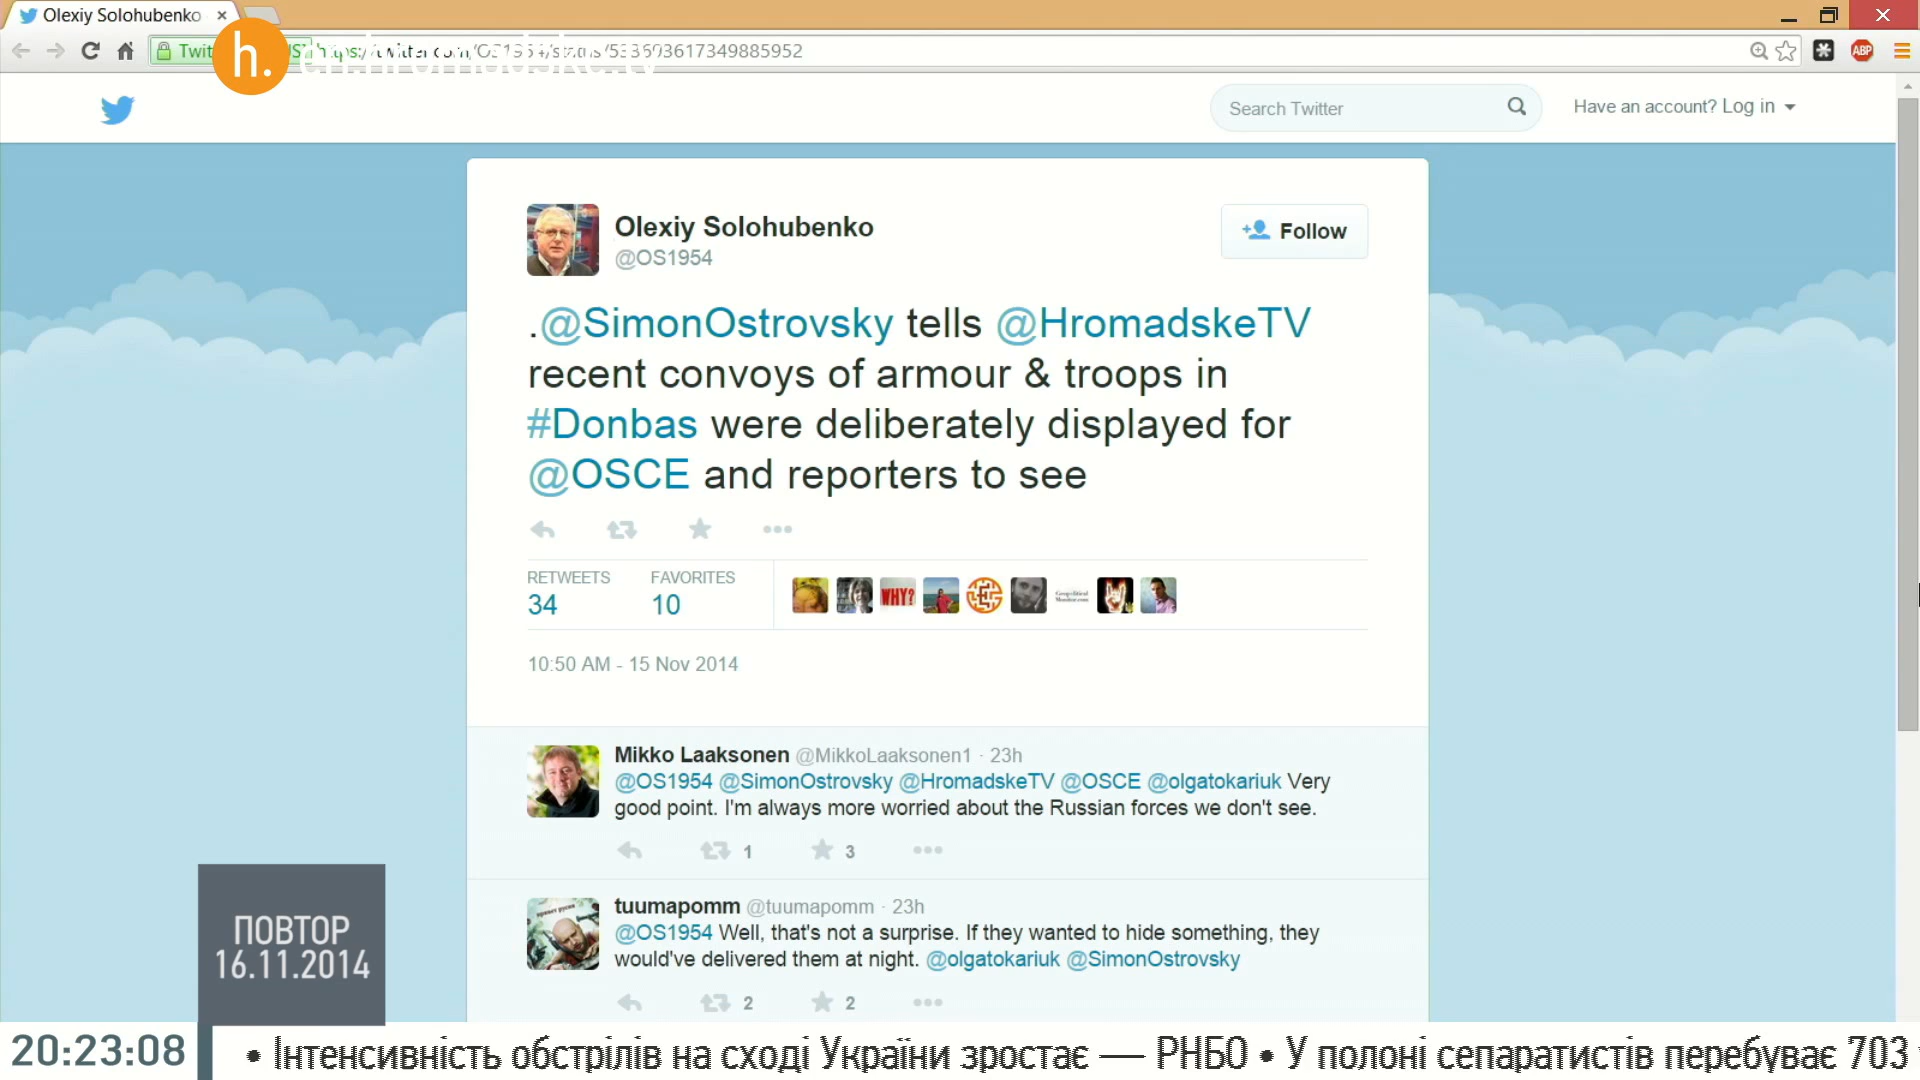 Olexiy Solohubenko
h.
en.hromadske.tv
Search Twitter
Have an account? Log in
Olexiy Solohubenko
@OS1954
Follow
.@SimonOstrovsky tells @HromadskeTV
recent convoys of armour & troops in
#Donbas were deliberately displayed for
@OSCE and reporters to see
RETWEETS
34
FAVORITES
10
WHY?
10:50 AM - 15 Nov 2014
Mikko Laaksonen @MikkoLaaksonen1 · 23h
@OS1954 @SimonOstrovsky @HromadskeTV @OSCE @olgatokariuk Very
good point. I'm always more worried about the Russian forces we don't see.
1 3
tuumapomm @tuumapomm · 23h
@OS1954 Well, that's not a surprise. If they wanted to hide something, they
would've delivered them at night. @olgatokariuk @SimonOstrovsky
2 2
ПОВТОР
16.11.2014
20:23:08
• Інтенсивність обстрілів на сході України зростає — РНБО • У полоні сепаратистів перебуває 703
ABP